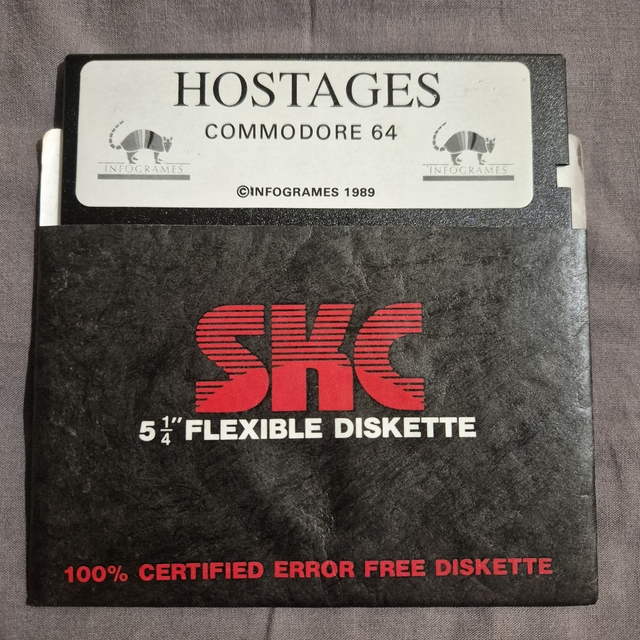 HOSTAGES
COMMODORE 64
INFOGRAMES INFOGRAMES
©INFOGRAMES 1989
SKC
5 1/4" FLEXIBLE DISKETTE
100% CERTIFIED ERROR FREE DISKETTE